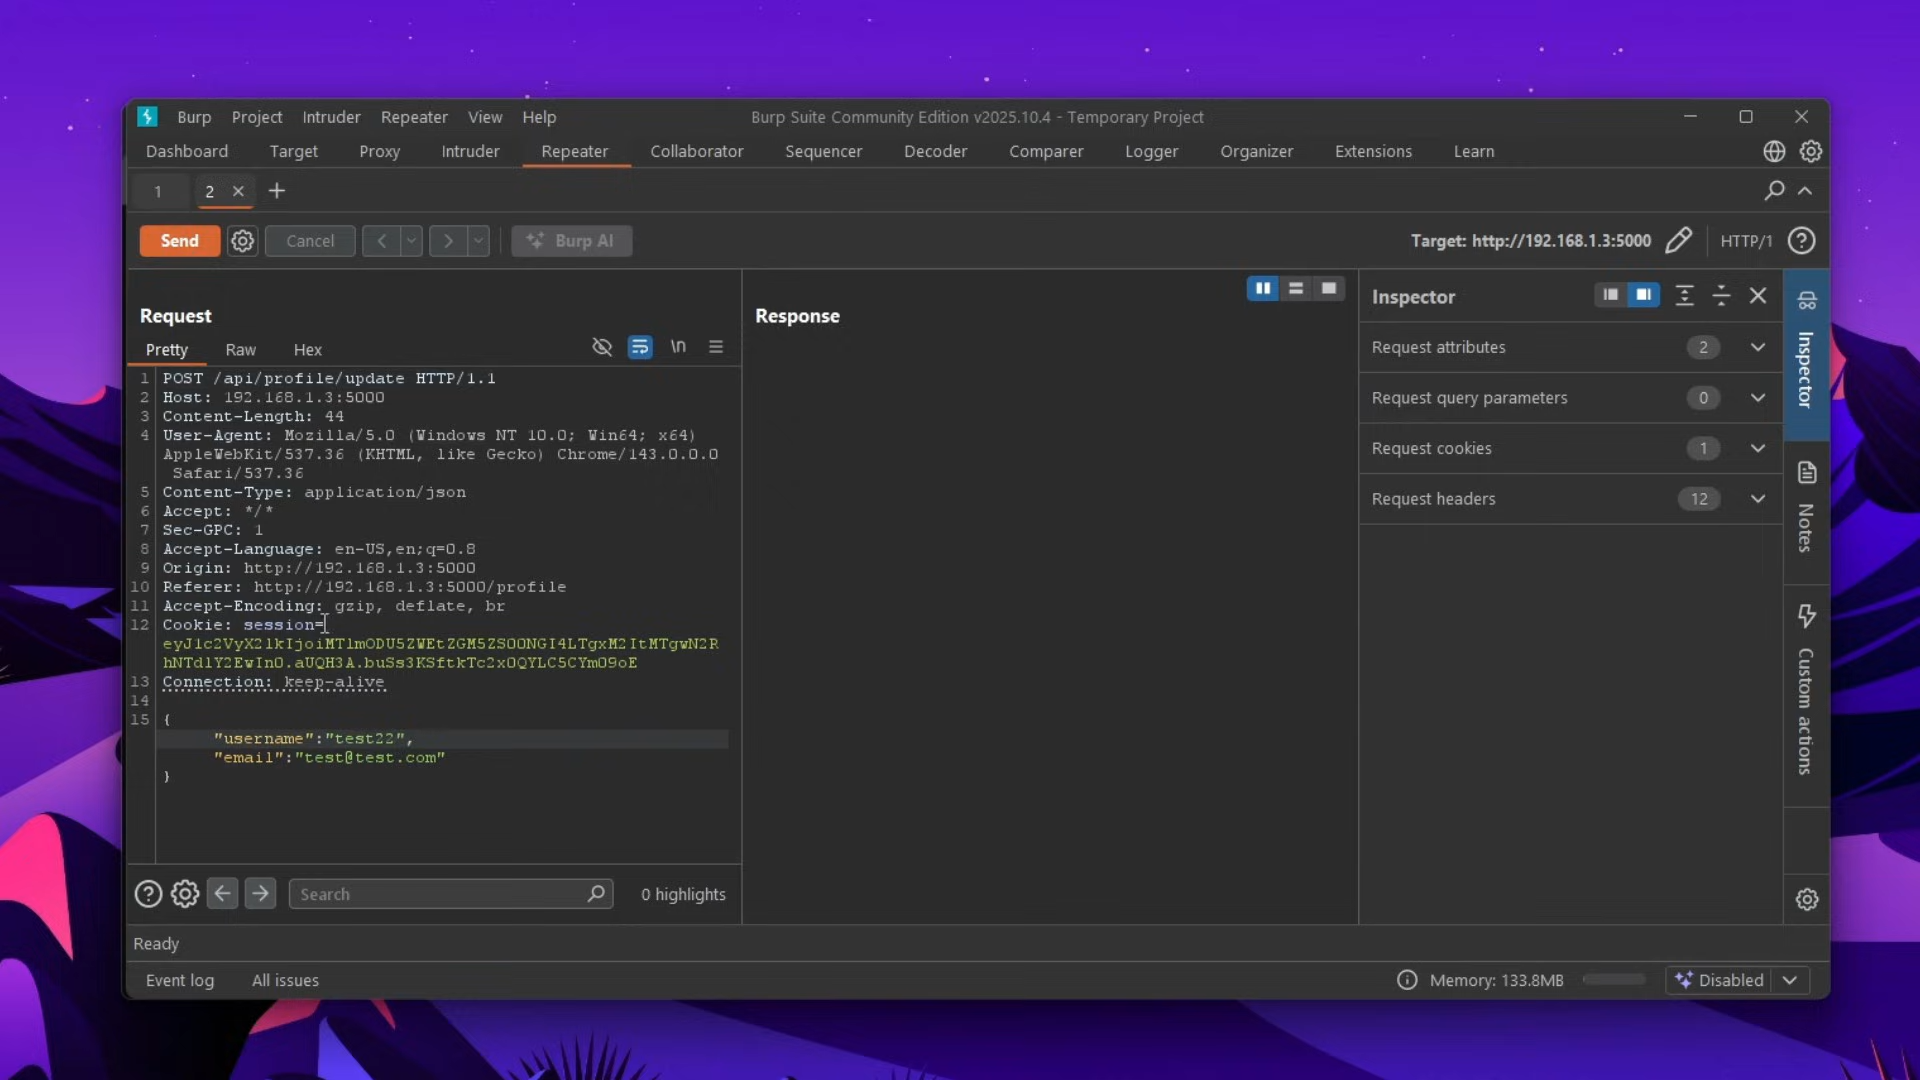 Burp Project Intruder Repeater View Help Burp Suite Community Edition v2025.10.4 - Temporary Project
Dashboard Target Proxy Intruder Repeater Collaborator Sequencer Decoder Comparer Logger Organizer Extensions Learn
1 2
Send Cancel Burp AI Target: http://192.168.1.3:5000 HTTP/1
Request
Pretty Raw Hex \n
1 POST /api/profile/update HTTP/1.1
2 Host: 192.168.1.3:5000
3 Content-Length: 44
4 User-Agent: Mozilla/5.0 (Windows NT 10.0; Win64; x64)
AppleWebKit/537.36 (KHTML, like Gecko) Chrome/143.0.0.0
Safari/537.36
5 Content-Type: application/json
6 Accept: */*
7 Sec-GPC: 1
8 Accept-Language: en-US,en;q=0.8
9 Origin: http://192.168.1.3:5000
10 Referer: http://192.168.1.3:5000/profile
11 Accept-Encoding: gzip, deflate, br
12 Cookie: session=
13 Connection: keep-alive
14
15 {
"username":"test22",
"email":"test@test.com"
}
Search 0 highlights
Response
Inspector
Request attributes 2
Request query parameters 0
Request cookies 1
Request headers 12
Inspector
Notes
Custom actions
Ready
Event log All issues Memory: 133.8MB Disabled